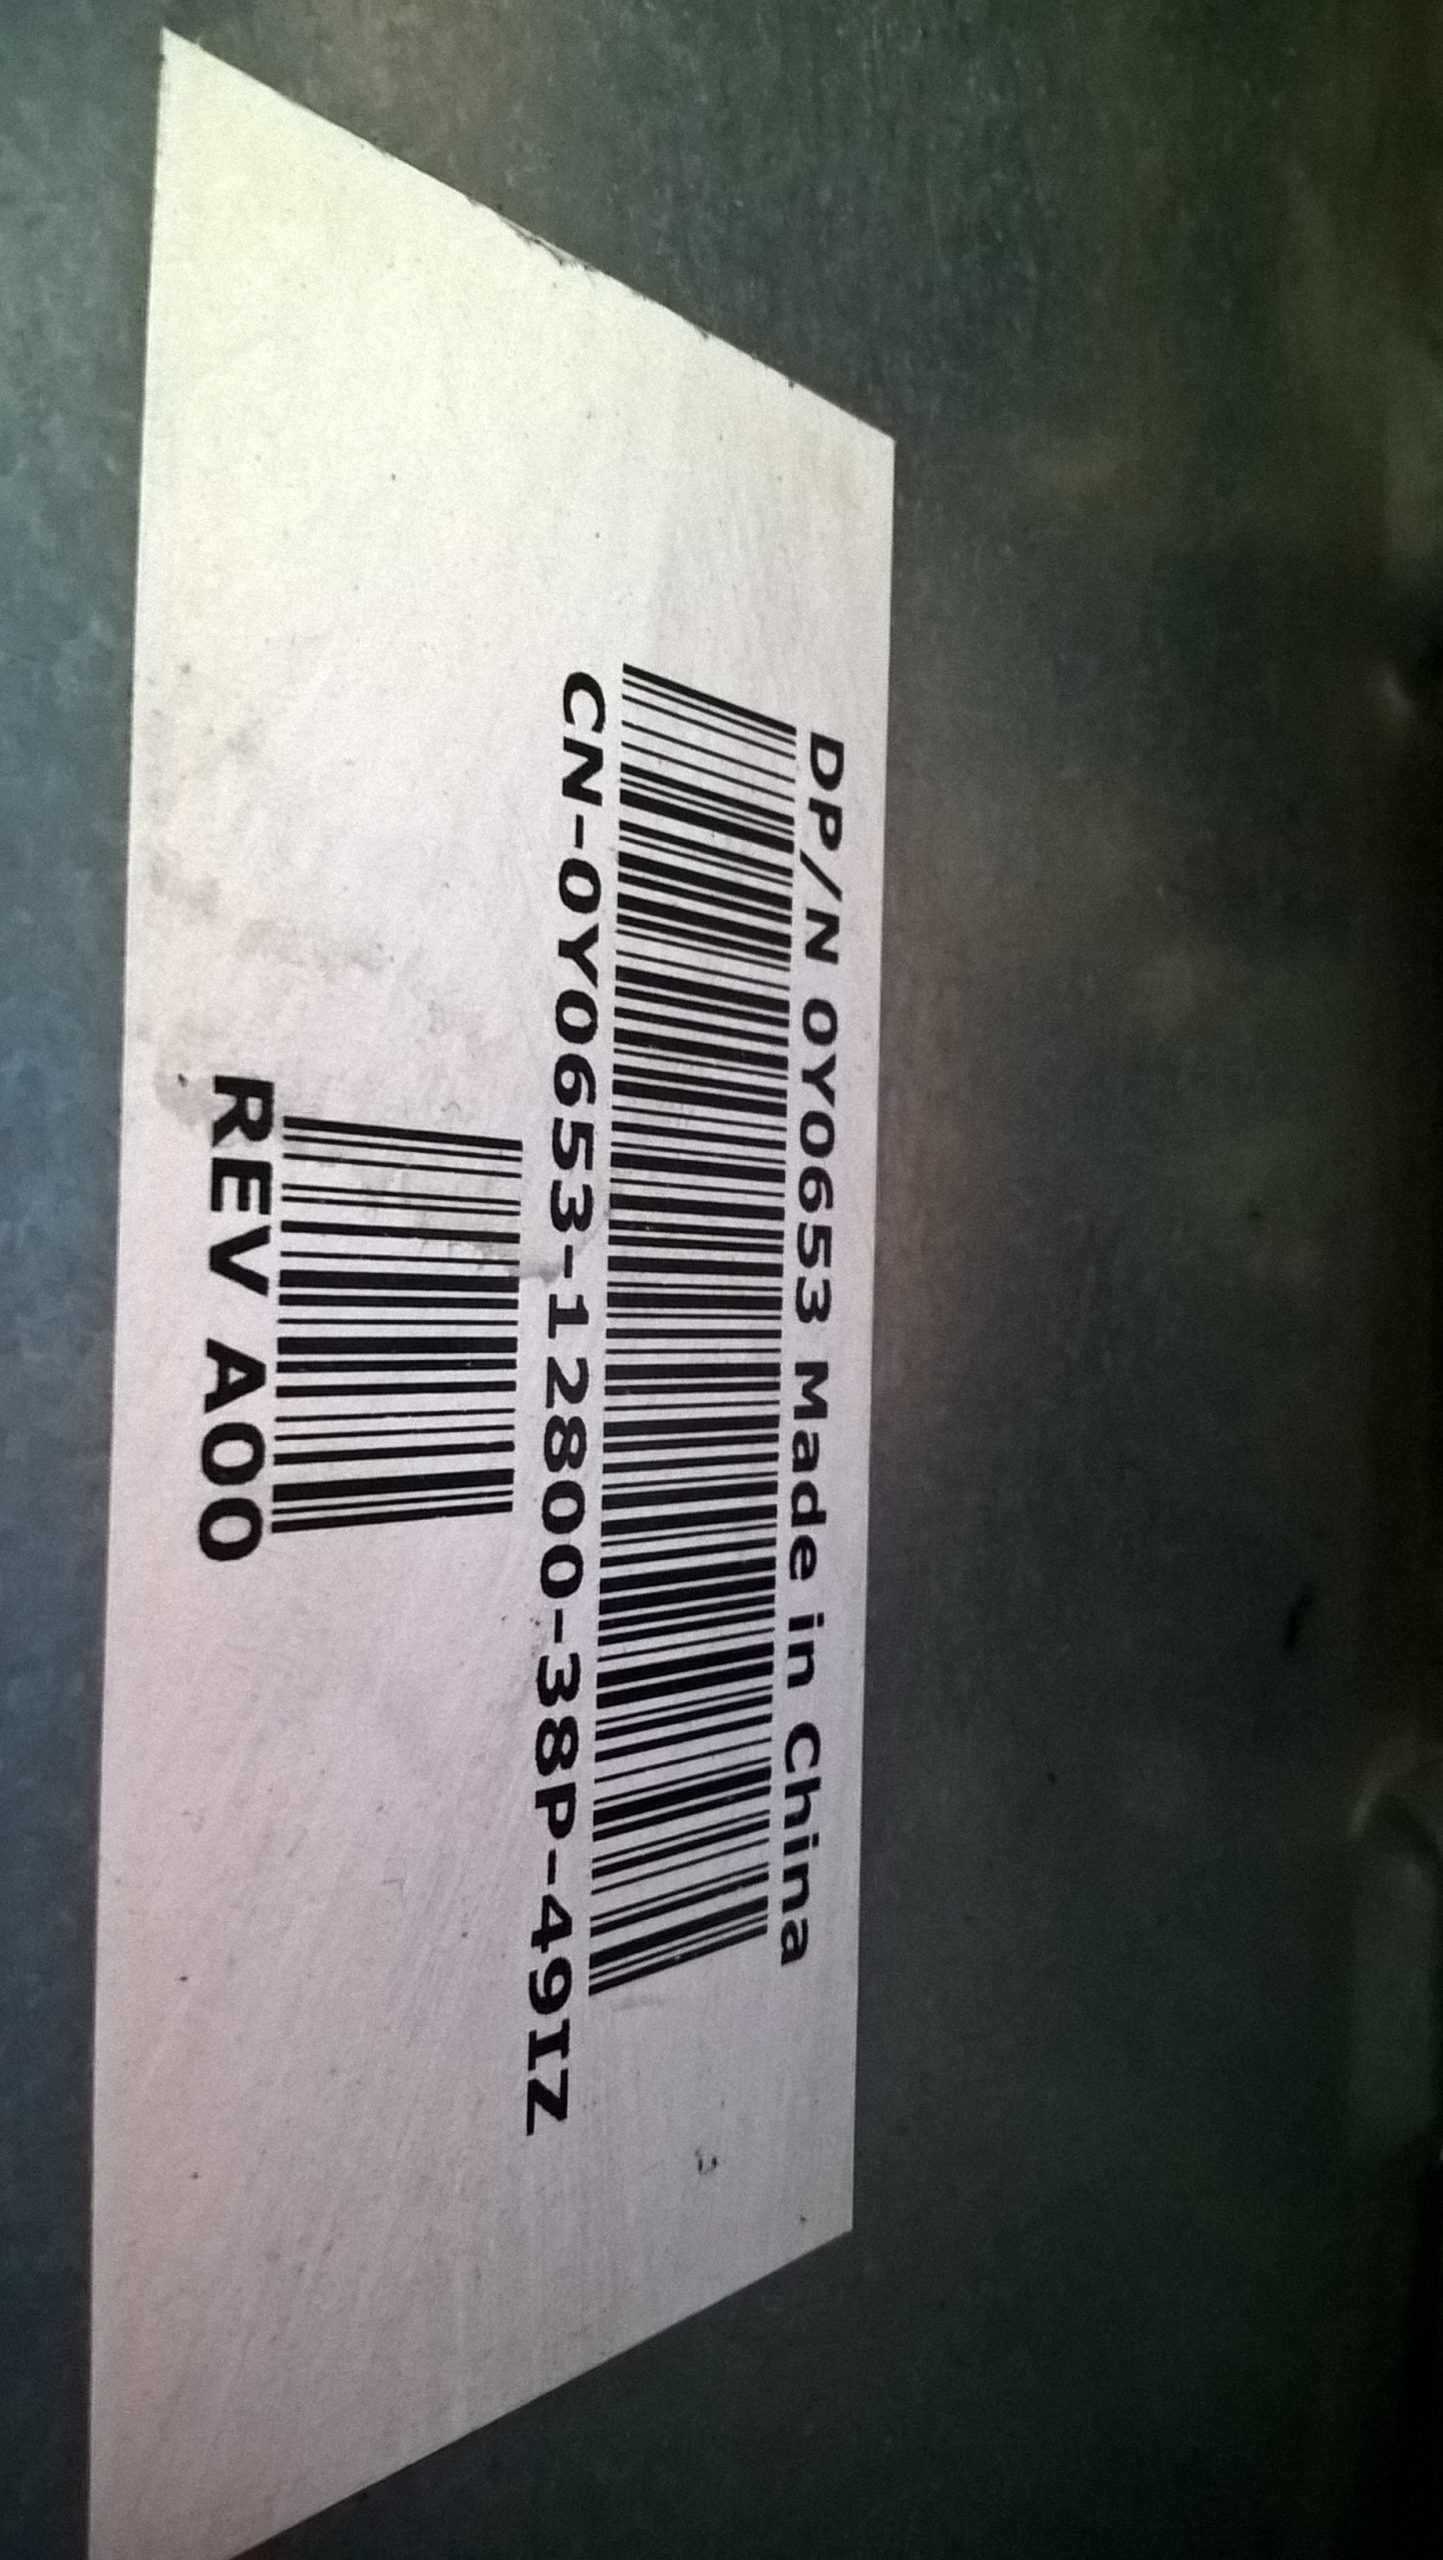 DP/N 0Y0653 Made in China
CN-0Y0653-12800-38P-49IZ
REV A00